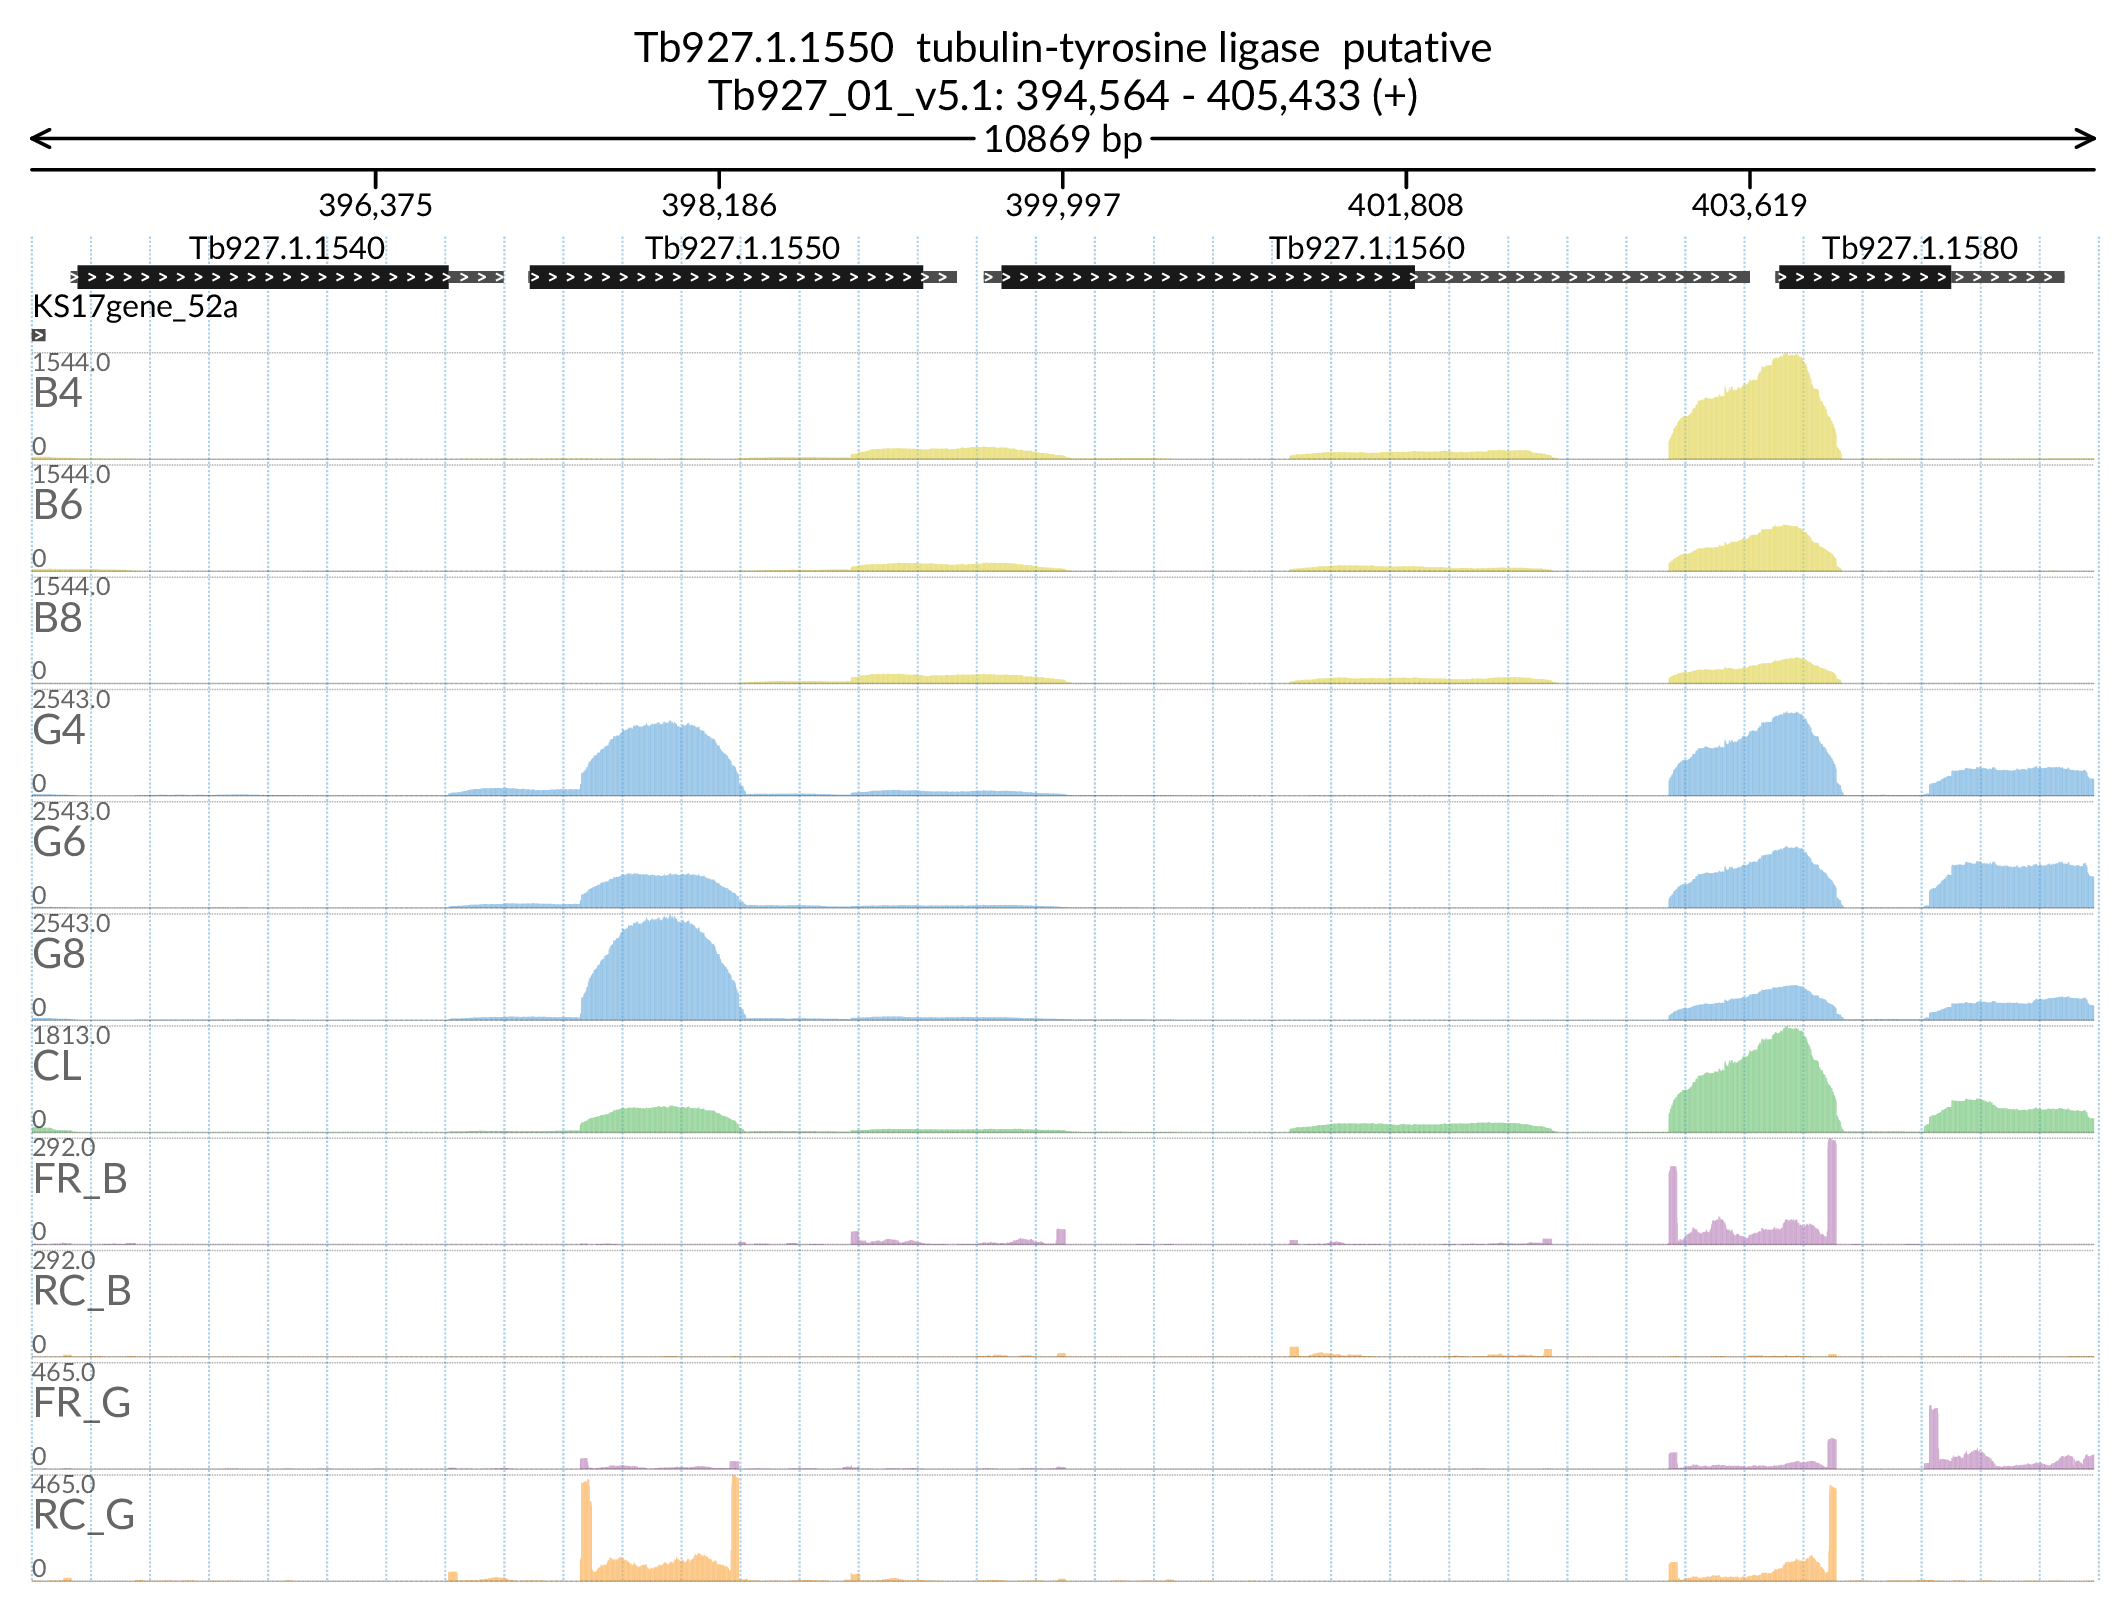 Tb927.1.1550  tubulin-tyrosine ligase  putative
Tb927_01_v5.1: 394,564 - 405,433 (+)
10869 bp
396,375 398,186 399,997 401,808 403,619
Tb927.1.1540 Tb927.1.1550 Tb927.1.1560 Tb927.1.1580
KS17gene_52a
1544.0
B4
0
1544.0
B6
0
1544.0
B8
0
2543.0
G4
0
2543.0
G6
0
2543.0
G8
0
1813.0
CL
0
292.0
FR_B
0
292.0
RC_B
0
465.0
FR_G
0
465.0
RC_G
0